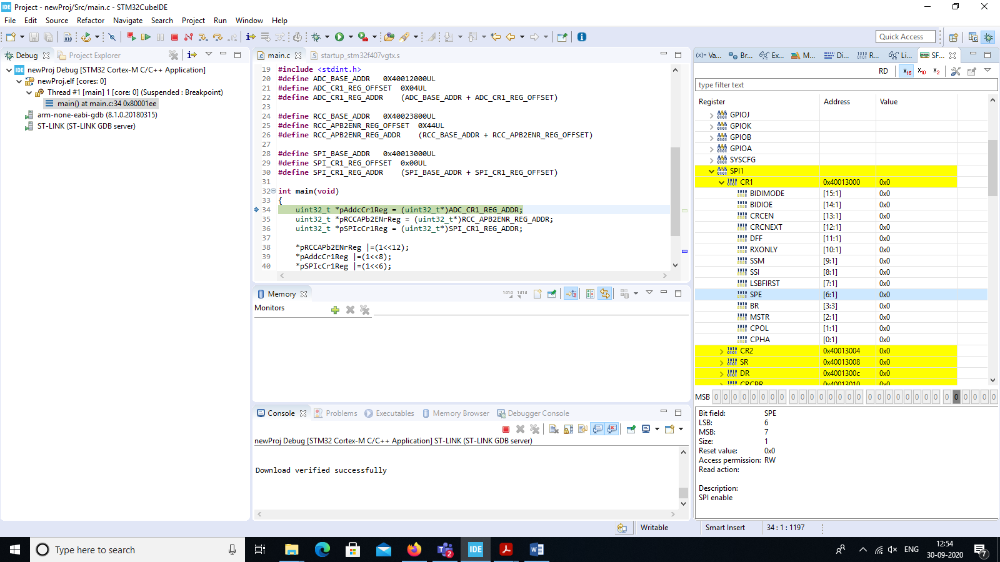 Project - newProj/Src/main.c - STM32CubeIDE
File Edit Source Refactor Navigate Search Project Run Window Help
Quick Access
Debug Project Explorer
newProj Debug [STM32 Cortex-M C/C++ Application]
newProj.elf [cores: 0]
Thread #1 [main] 1 [core: 0] (Suspended : Breakpoint)
main() at main.c:34 0x80001ee
arm-none-eabi-gdb (8.1.0.20180315)
ST-LINK (ST-LINK GDB server)
main.c startup_stm32f407vgtx.s
19 #include <stdint.h>
20 #define ADC_BASE_ADDR   0X40012000UL
21 #define ADC_CR1_REG_OFFSET  0X04UL
22 #define ADC_CR1_REG_ADDR    (ADC_BASE_ADDR + ADC_CR1_REG_OFFSET)
23
24 #define RCC_BASE_ADDR   0X40023800UL
25 #define RCC_APB2ENR_REG_OFFSET  0X44UL
26 #define RCC_APB2ENR_REG_ADDR    (RCC_BASE_ADDR + RCC_APB2ENR_REG_OFFSET)
27
28 #define SPI_BASE_ADDR   0x40013000UL
29 #define SPI_CR1_REG_OFFSET  0x00UL
30 #define SPI_CR1_REG_ADDR    (SPI_BASE_ADDR + SPI_CR1_REG_OFFSET)
31
32 int main(void)
33 {
34     uint32_t *pAddcCr1Reg = (uint32_t*)ADC_CR1_REG_ADDR;
35     uint32_t *pRCCAPb2ENrReg = (uint32_t*)RCC_APB2ENR_REG_ADDR;
36     uint32_t *pSPIcCr1Reg = (uint32_t*)SPI_CR1_REG_ADDR;
37
38     *pRCCAPb2ENrReg |=(1<<12);
39     *pAddcCr1Reg |=(1<<8);
40     *pSPIcCr1Reg |=(1<<6);
Memory
Monitors
Console Problems Executables Memory Browser Debugger Console
newProj Debug [STM32 Cortex-M C/C++ Application] ST-LINK (ST-LINK GDB server)
Download verified successfully
(x)= Va... Br... Ex... M... Di... R... Li... SF...
RD X16 X10 X2
type filter text
Register Address Value
GPIOJ
GPIOK
GPIOB
GPIOA
SYSCFG
SPI1
CR1 0x40013000 0x0
BIDIMODE [15:1] 0x0
BIDIOE [14:1] 0x0
CRCEN [13:1] 0x0
CRCNEXT [12:1] 0x0
DFF [11:1] 0x0
RXONLY [10:1] 0x0
SSM [9:1] 0x0
SSI [8:1] 0x0
LSBFIRST [7:1] 0x0
SPE [6:1] 0x0
BR [3:3] 0x0
MSTR [2:1] 0x0
CPOL [1:1] 0x0
CPHA [0:1] 0x0
CR2 0x40013004 0x0
SR 0x40013008 0x0
DR 0x4001300c 0x0
CRCPR 0x40013010 0x0
MSB 0 0 0 0 0 0 0 0 0 0 0 0 0 0 0 0 0 0 0 0 0 0 0 0 0 0 0 0 0 0
Bit field: SPE
LSB: 6
MSB: 7
Size: 1
Reset value: 0x0
Access permission: RW
Read action:
Description:
SPI enable
Writable Smart Insert 34 : 1 : 1197
Type here to search
IDE
2
ENG
12:54
30-09-2020
7